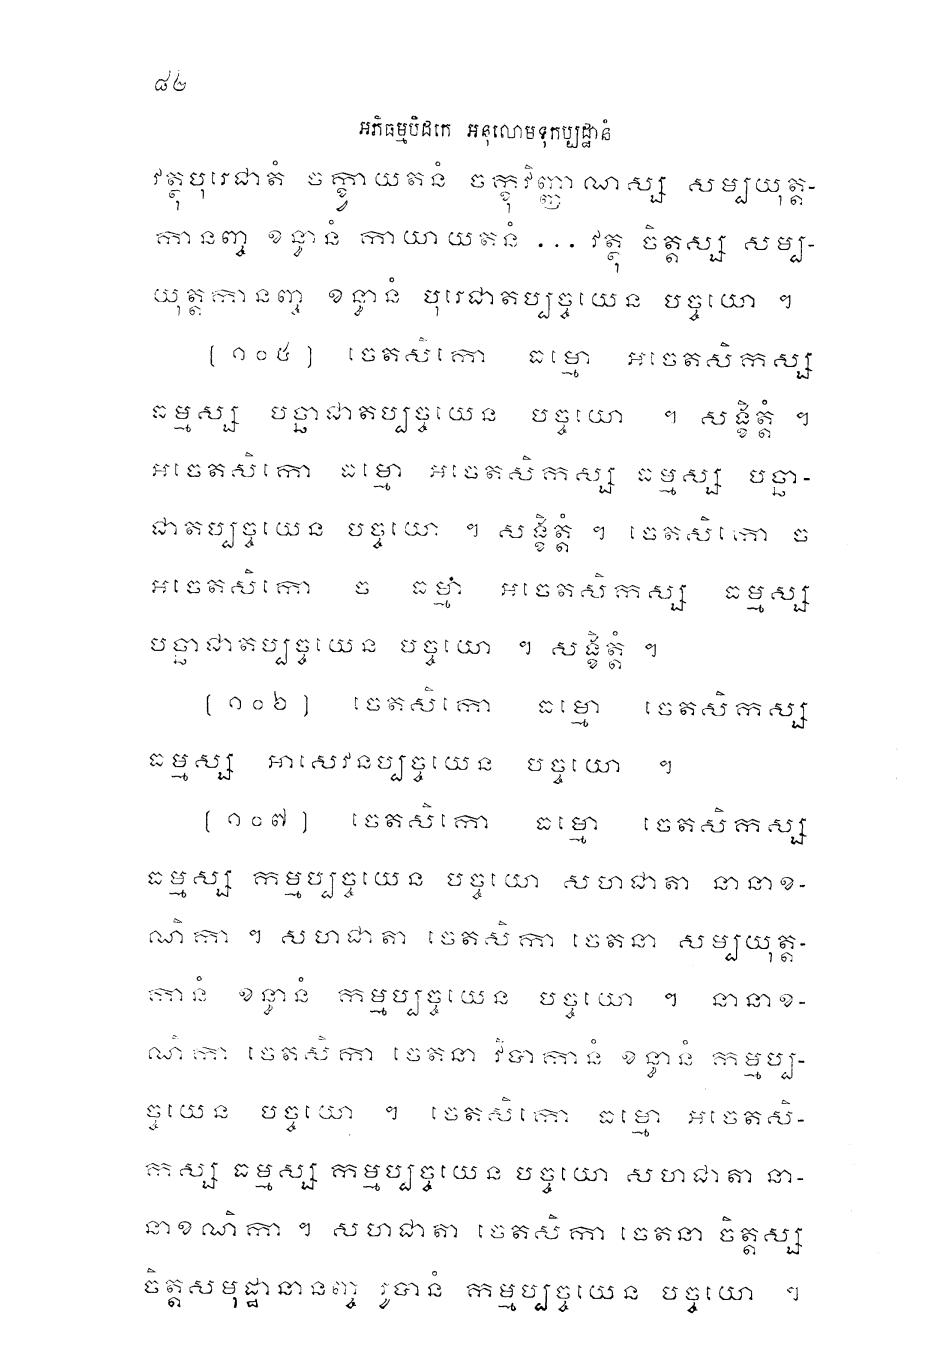 ៨២
អភិធម្មបិដកេ អនុលោមទុកប្បដ្ឋានំ
វត្ថុបុរេជាតំ ចក្ខ្វាយតនំ ចក្ខុវិញ្ញាណស្ស សម្បយុត្ត-
កានញ្ច ខន្ធានំ កាយាយតនំ ... វត្ថុ ចិត្តស្ស សម្ប-
យុត្តកានញ្ច ខន្ធានំ បុរេជាតប្បច្ចយេន បច្ចយោ ។
[១០៥] ចេតសិកោ ធម្មោ អចេតសិកស្ស
ធម្មស្ស បច្ឆាជាតប្បច្ចយេន បច្ចយោ ។ សង្ខិត្តំ ។
អចេតសិកោ ធម្មោ អចេតសិកស្ស ធម្មស្ស បច្ឆា-
ជាតប្បច្ចយេន បច្ចយោ ។ សង្ខិត្តំ ។ ចេតសិកោ ច
អចេតសិកោ ច ធម្មា អចេតសិកស្ស ធម្មស្ស
បច្ឆាជាតប្បច្ចយេន បច្ចយោ ។ សង្ខិត្តំ ។
[១០៦] ចេតសិកោ ធម្មោ ចេតសិកស្ស
ធម្មស្ស អាសេវនប្បច្ចយេន បច្ចយោ ។
[១០៧] ចេតសិកោ ធម្មោ ចេតសិកស្ស
ធម្មស្ស កម្មប្បច្ចយេន បច្ចយោ សហជាតា នានាខ-
ណិកា ។ សហជាតា ចេតសិកា ចេតនា សម្បយុត្ត-
កានំ ខន្ធានំ កម្មប្បច្ចយេន បច្ចយោ ។ នានាខ-
ណិកា ចេតសិកា ចេតនា វិបាកានំ ខន្ធានំ កម្មប្ប-
ច្ចយេន បច្ចយោ ។ ចេតសិកោ ធម្មោ អចេតសិ-
កស្ស ធម្មស្ស កម្មប្បច្ចយេន បច្ចយោ សហជាតា នា-
នាខណិកា ។ សហជាតា ចេតសិកា ចេតនា ចិត្តស្ស
ចិត្តសមុដ្ឋានានញ្ច រូបានំ កម្មប្បច្ចយេន បច្ចយោ ។